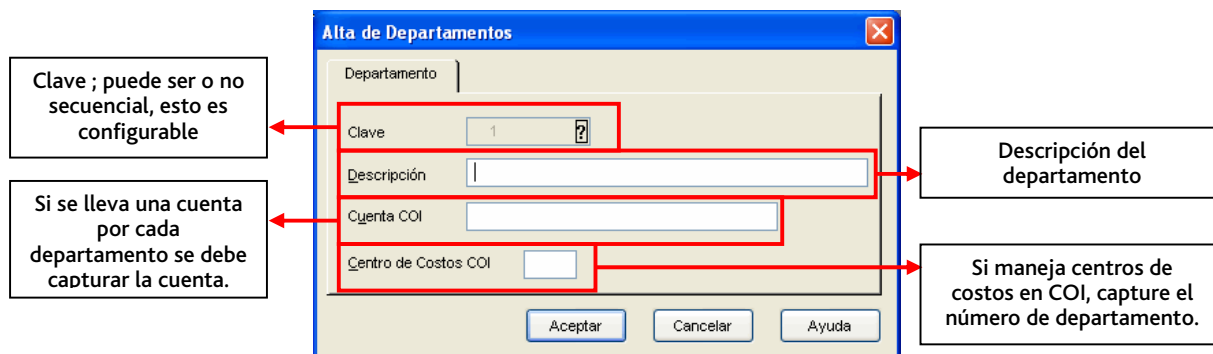 Alta de Departamentos
Departamento
Clave ; puede ser o no
secuencial, esto es
configurable
Clave 1 ?
Descripción
Descripción del
departamento
Si se lleva una cuenta
por cada
departamento se debe
capturar la cuenta.
Cuenta COI
Centro de Costos COI
Si maneja centros de
costos en COI, capture el
número de departamento.
Aceptar Cancelar Ayuda